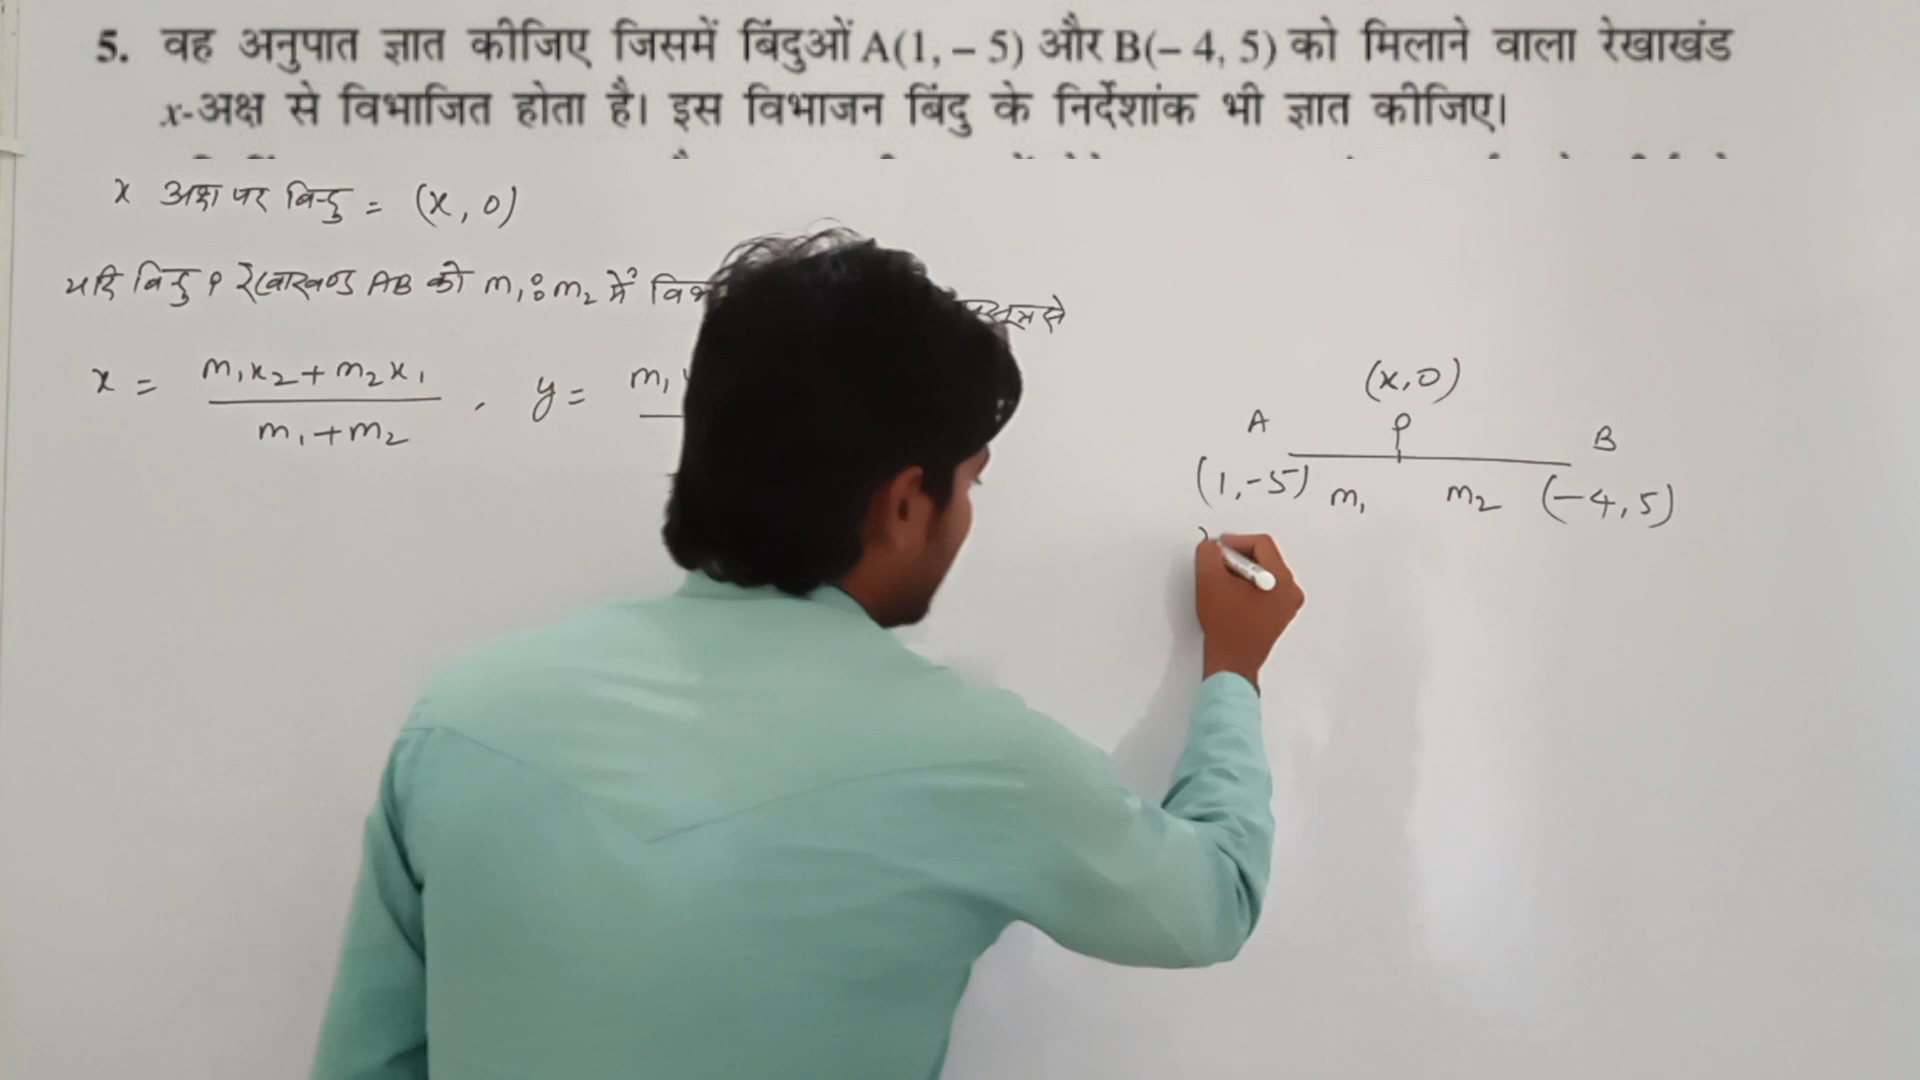 5. वह अनुपात ज्ञात कीजिए जिसमें बिंदुओं A(1, – 5) और B(– 4, 5) को मिलाने वाला रेखाखंड
x-अक्ष से विभाजित होता है। इस विभाजन बिंदु के निर्देशांक भी ज्ञात कीजिए।
x अक्ष पर बिन्दु = (x, 0)
यदि बिन्दु P रेखाखण्ड AB को m₁ : m₂ में
x = (m₁x₂ + m₂x₁) / (m₁ + m₂) , y = m₁
(x, 0)
A P B
(1, -5) m₁ m₂ (-4, 5)